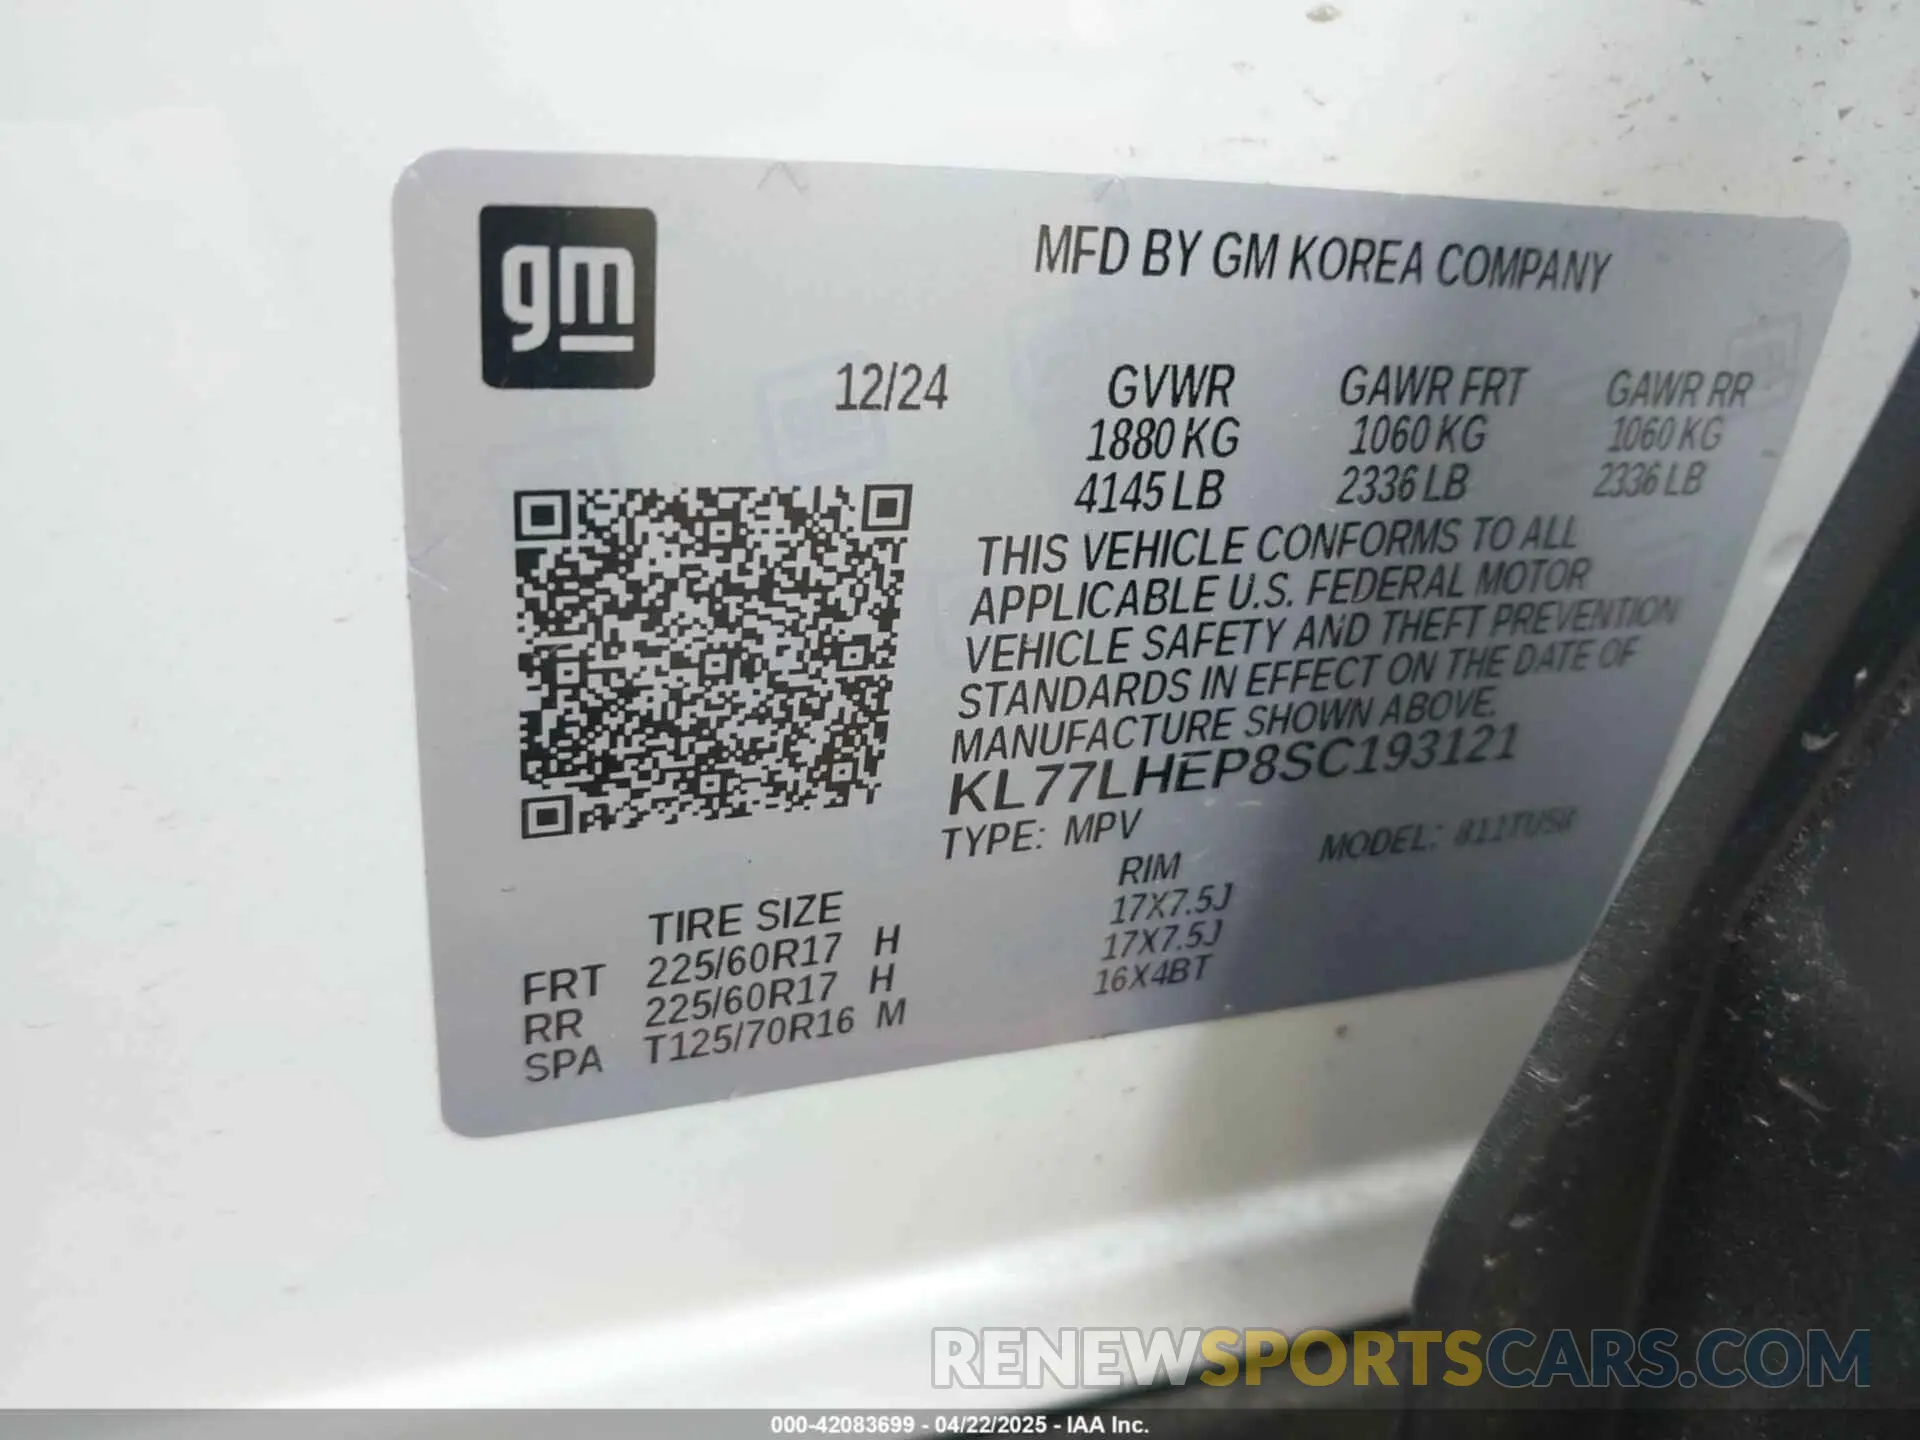 gm
MFD BY GM KOREA COMPANY
12/24 GVWR GAWR FRT GAWR RR
1880 KG 1060 KG 1060 KG
4145 LB 2336 LB 2336 LB
THIS VEHICLE CONFORMS TO ALL
APPLICABLE U.S. FEDERAL MOTOR
VEHICLE SAFETY AND THEFT PREVENTION
STANDARDS IN EFFECT ON THE DATE OF
MANUFACTURE SHOWN ABOVE.
KL77LHEP8SC193121
TYPE: MPV MODEL:
TIRE SIZE RIM
FRT 225/60R17 H 17X7.5J
RR 225/60R17 H 17X7.5J
SPA T125/70R16 M 16X4BT
RENEWSPORTSCARS.COM
000-42083699 - 04/22/2025 - IAA Inc.